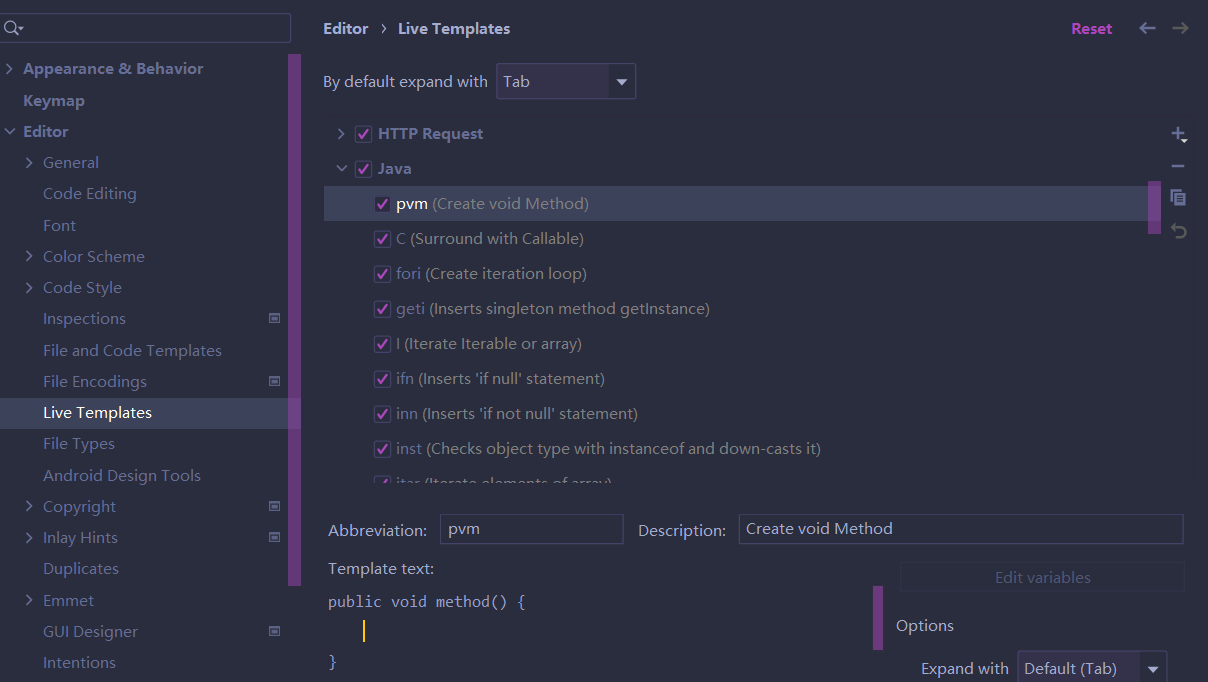 Editor › Live Templates
Reset
Appearance & Behavior
Keymap
Editor
General
Code Editing
Font
Color Scheme
Code Style
Inspections
File and Code Templates
File Encodings
Live Templates
File Types
Android Design Tools
Copyright
Inlay Hints
Duplicates
Emmet
GUI Designer
Intentions
By default expand with Tab
HTTP Request
Java
pvm (Create void Method)
C (Surround with Callable)
fori (Create iteration loop)
geti (Inserts singleton method getInstance)
I (Iterate Iterable or array)
ifn (Inserts 'if null' statement)
inn (Inserts 'if not null' statement)
inst (Checks object type with instanceof and down-casts it)
itar (Iterate elements of array)
Abbreviation: pvm Description: Create void Method
Template text:
public void method() {
}
Edit variables
Options
Expand with Default (Tab)